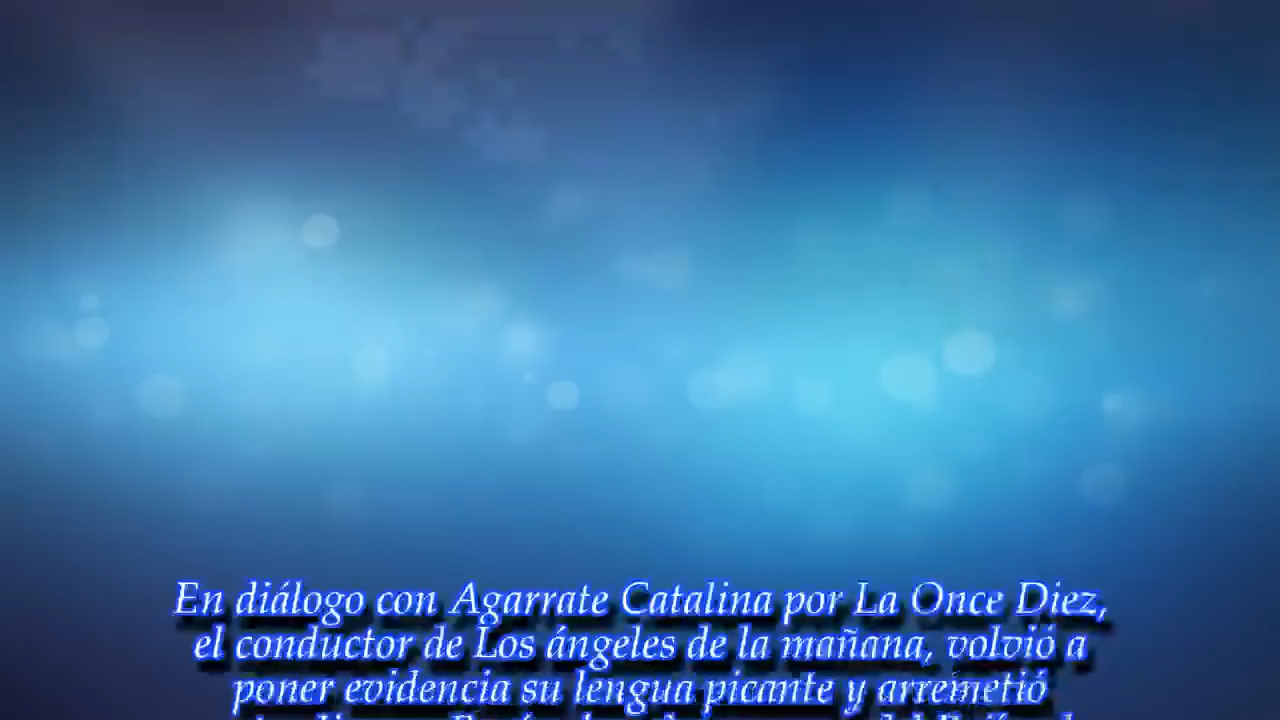 En diálogo con Agarrate Catalina por La Once Diez,
el conductor de Los ángeles de la mañana, volvió a
poner evidencia su lengua picante y arremetió